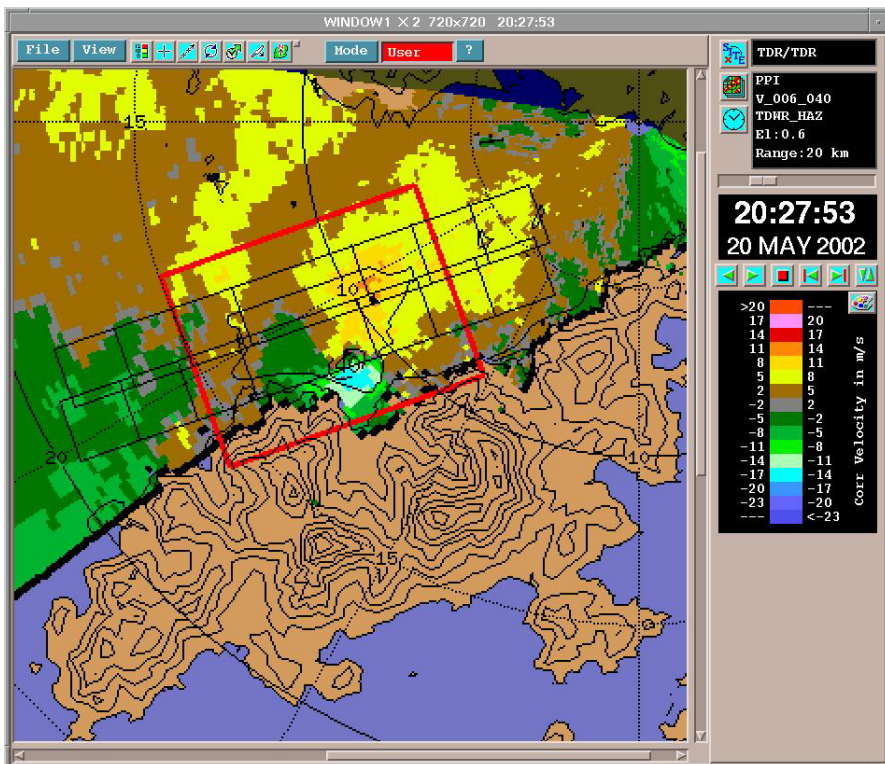 WINDOW1 × 2 720x720 20:27:53
File View Mode User ?
SITE
TDR/TDR
PPI
V_006_040
TDWR_HAZ
El:0.6
Range:20 km
20:27:53
20 MAY 2002
>20 ---
17 20
14 17
11 14
8 11
5 8
2 5
-2 2
-5 -2
-8 -5
-11 -8
-14 -11
-17 -14
-20 -17
-23 -20
--- <-23
Corr Velocity in m/s
15
10
20
10
15